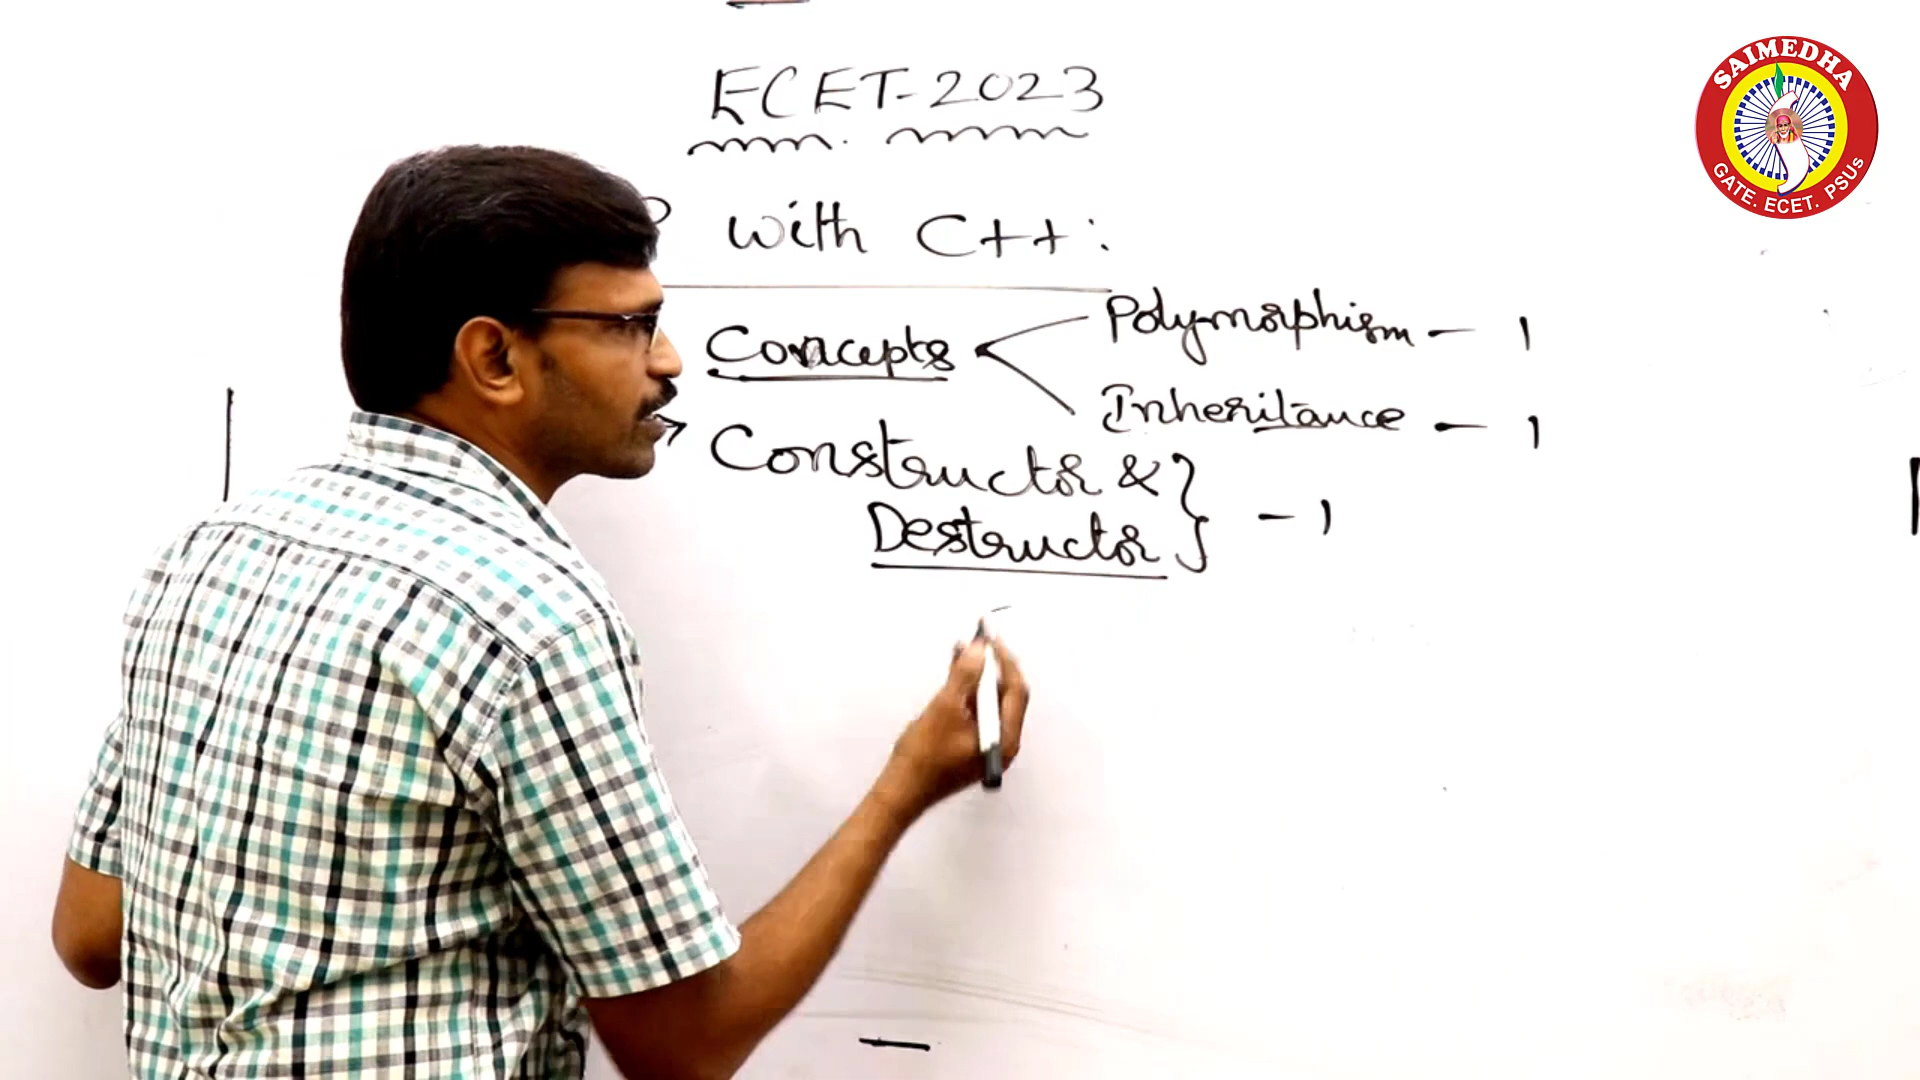 ECET-2023
with C++:
Concepts
Polymorphism - 1
Inheritance - 1
Constructor &
Destructor } - 1
SAIMEDHA
GATE. ECET. PSUs